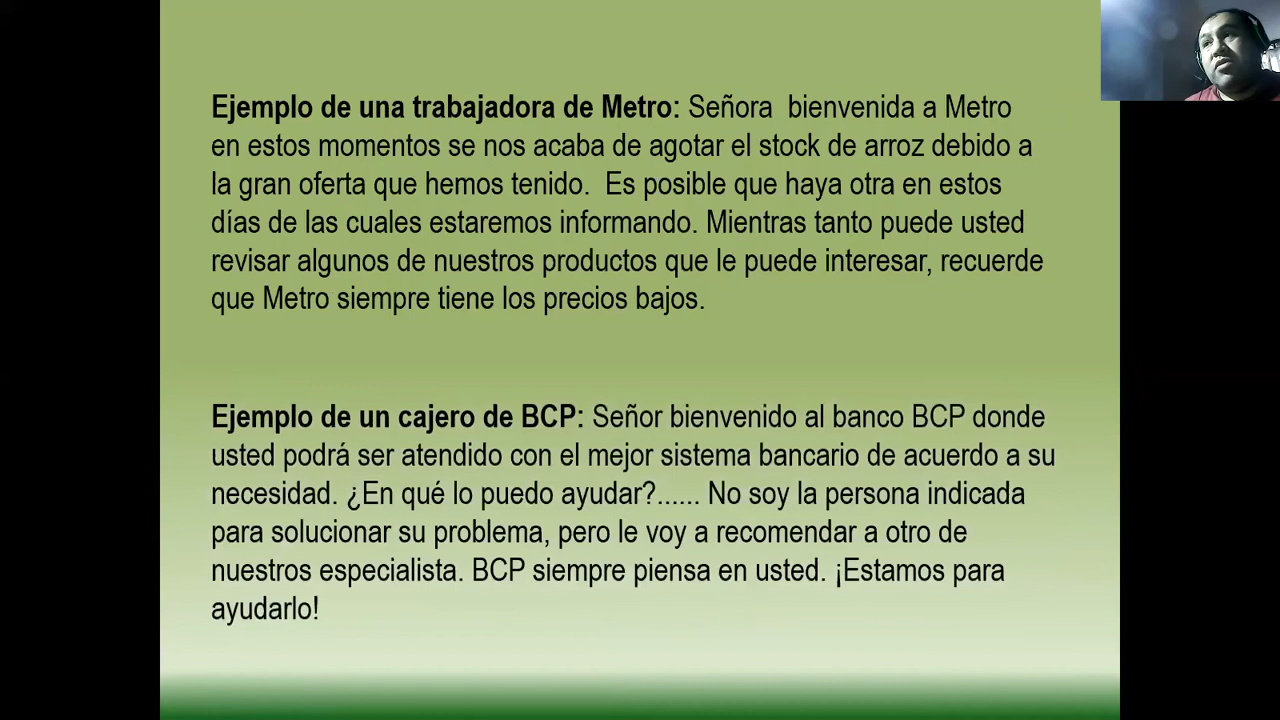 Ejemplo de una trabajadora de Metro: Señora  bienvenida a Metro
en estos momentos se nos acaba de agotar el stock de arroz debido a
la gran oferta que hemos tenido.  Es posible que haya otra en estos
días de las cuales estaremos informando. Mientras tanto puede usted
revisar algunos de nuestros productos que le puede interesar, recuerde
que Metro siempre tiene los precios bajos.
Ejemplo de un cajero de BCP: Señor bienvenido al banco BCP donde
usted podrá ser atendido con el mejor sistema bancario de acuerdo a su
necesidad. ¿En qué lo puedo ayudar?...... No soy la persona indicada
para solucionar su problema, pero le voy a recomendar a otro de
nuestros especialista. BCP siempre piensa en usted. ¡Estamos para
ayudarlo!